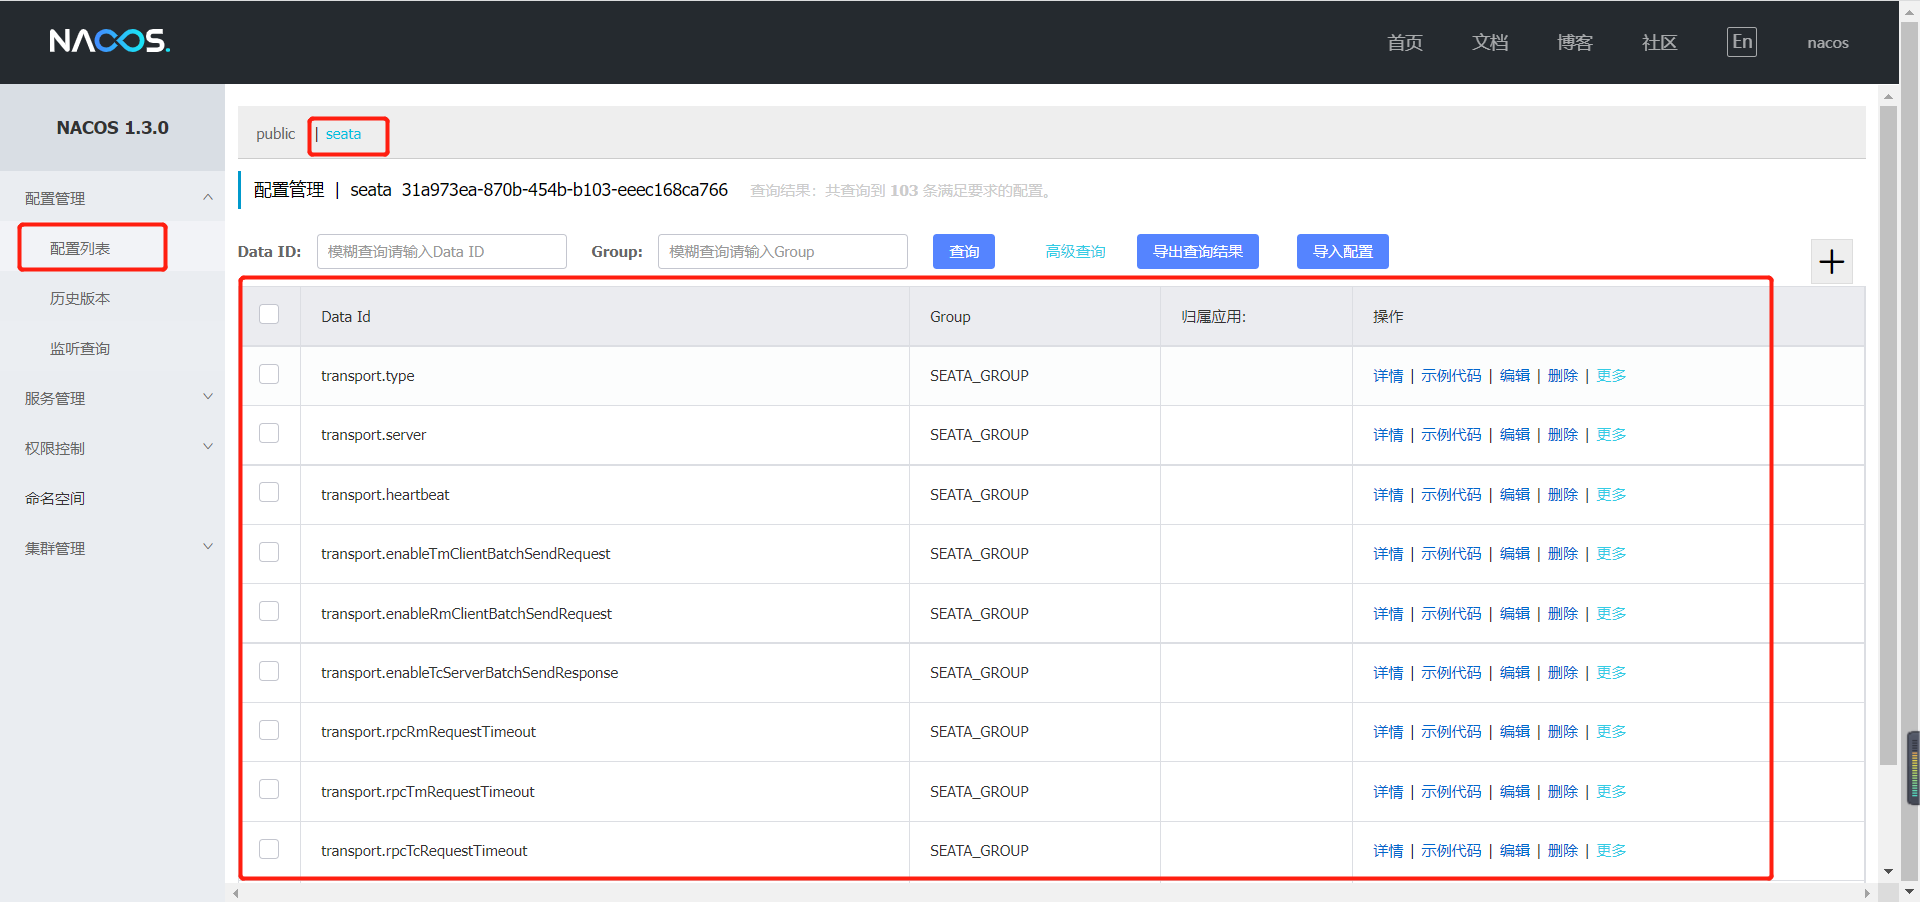 NACOS. 首页 文档 博客 社区 En nacos
NACOS 1.3.0
配置管理
配置列表
历史版本
监听查询
服务管理
权限控制
命名空间
集群管理
public | seata
配置管理 | seata 31a973ea-870b-454b-b103-eeec168ca766 查询结果：共查询到 103 条满足要求的配置。
Data ID: 模糊查询请输入Data ID Group: 模糊查询请输入Group 查询 高级查询 导出查询结果 导入配置 +
Data Id Group 归属应用: 操作
transport.type SEATA_GROUP 详情 | 示例代码 | 编辑 | 删除 | 更多
transport.server SEATA_GROUP 详情 | 示例代码 | 编辑 | 删除 | 更多
transport.heartbeat SEATA_GROUP 详情 | 示例代码 | 编辑 | 删除 | 更多
transport.enableTmClientBatchSendRequest SEATA_GROUP 详情 | 示例代码 | 编辑 | 删除 | 更多
transport.enableRmClientBatchSendRequest SEATA_GROUP 详情 | 示例代码 | 编辑 | 删除 | 更多
transport.enableTcServerBatchSendResponse SEATA_GROUP 详情 | 示例代码 | 编辑 | 删除 | 更多
transport.rpcRmRequestTimeout SEATA_GROUP 详情 | 示例代码 | 编辑 | 删除 | 更多
transport.rpcTmRequestTimeout SEATA_GROUP 详情 | 示例代码 | 编辑 | 删除 | 更多
transport.rpcTcRequestTimeout SEATA_GROUP 详情 | 示例代码 | 编辑 | 删除 | 更多